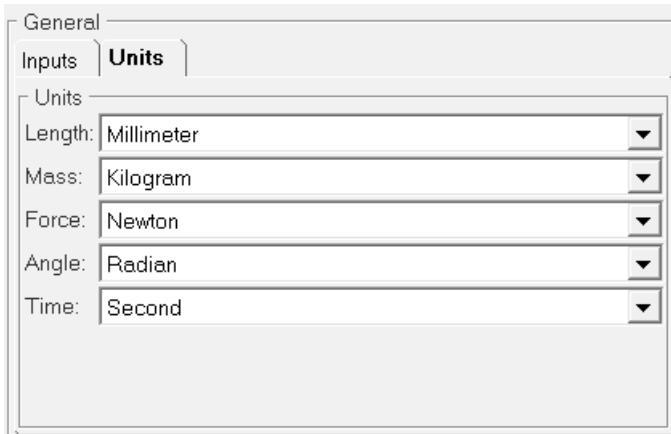 General
Inputs Units
Units
Length: Millimeter
Mass: Kilogram
Force: Newton
Angle: Radian
Time: Second